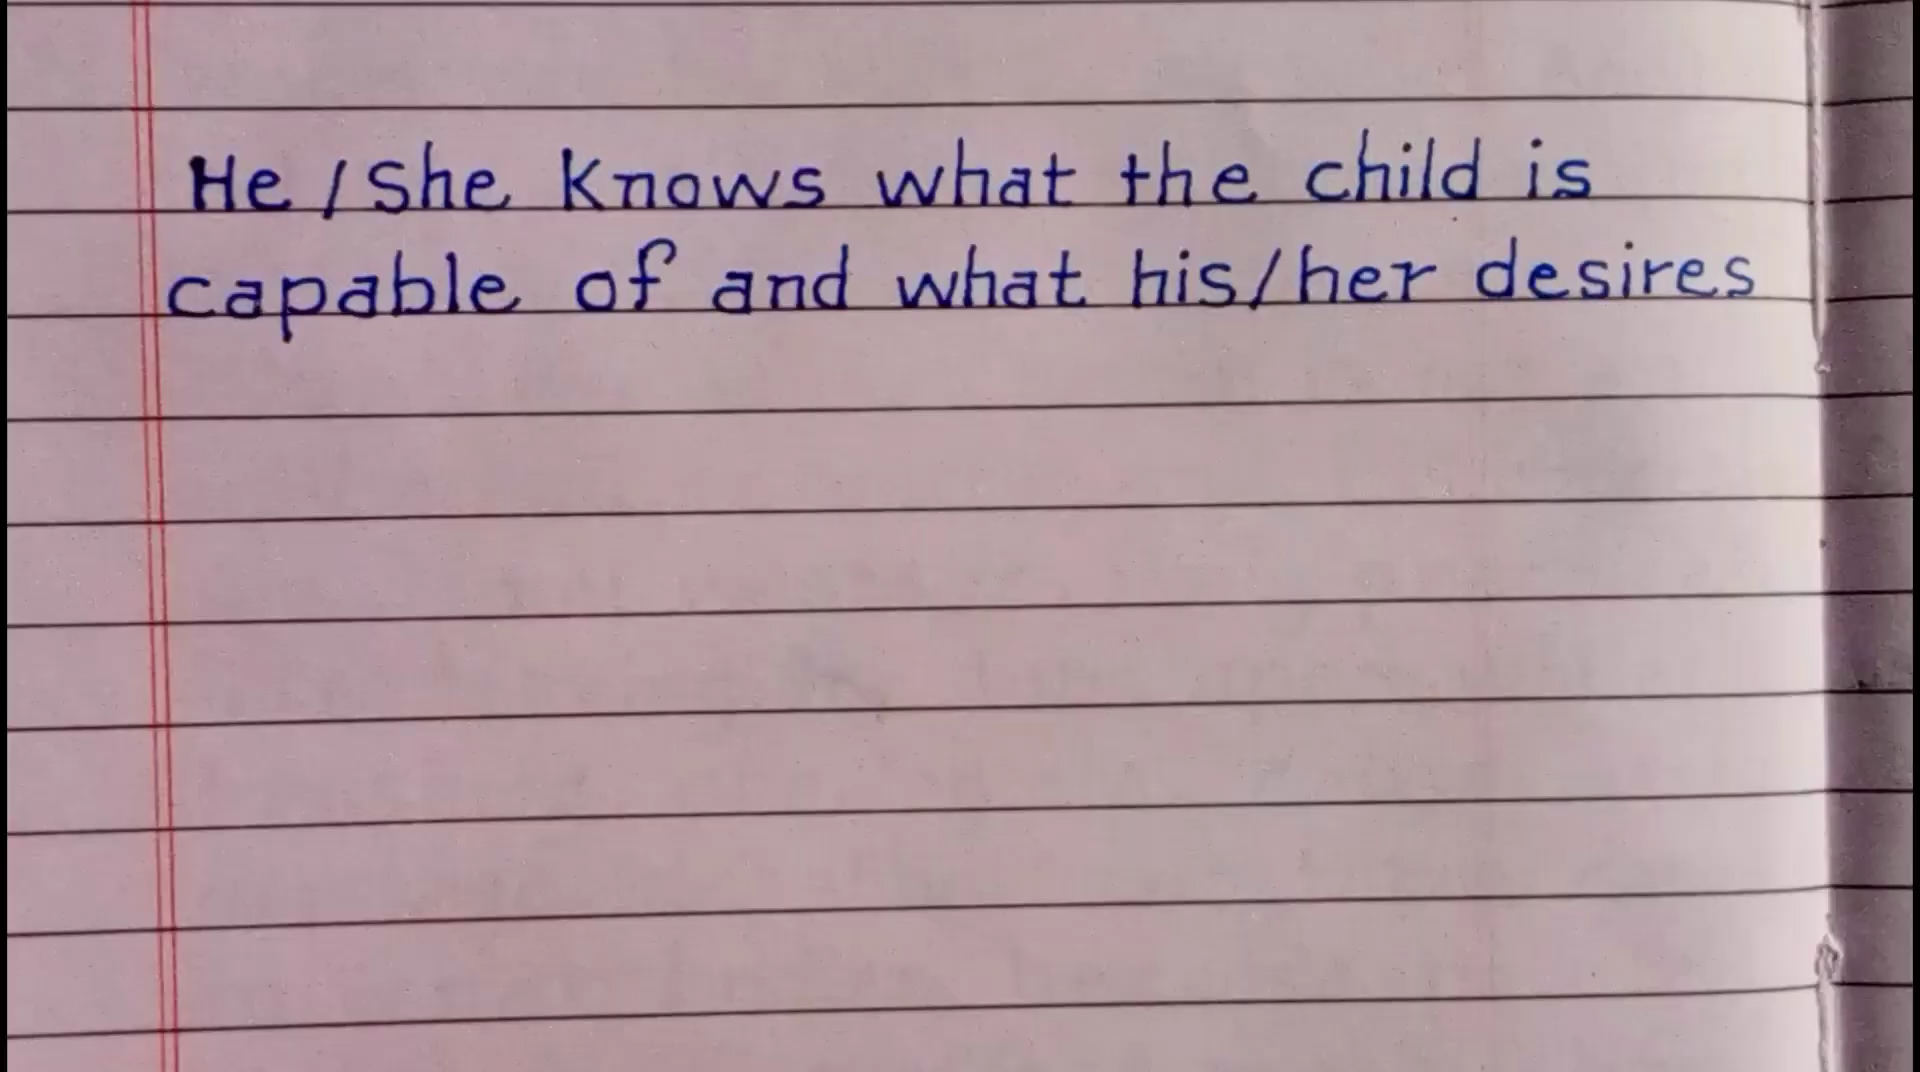 He / She knows what the child is
capable of and what his/her desires